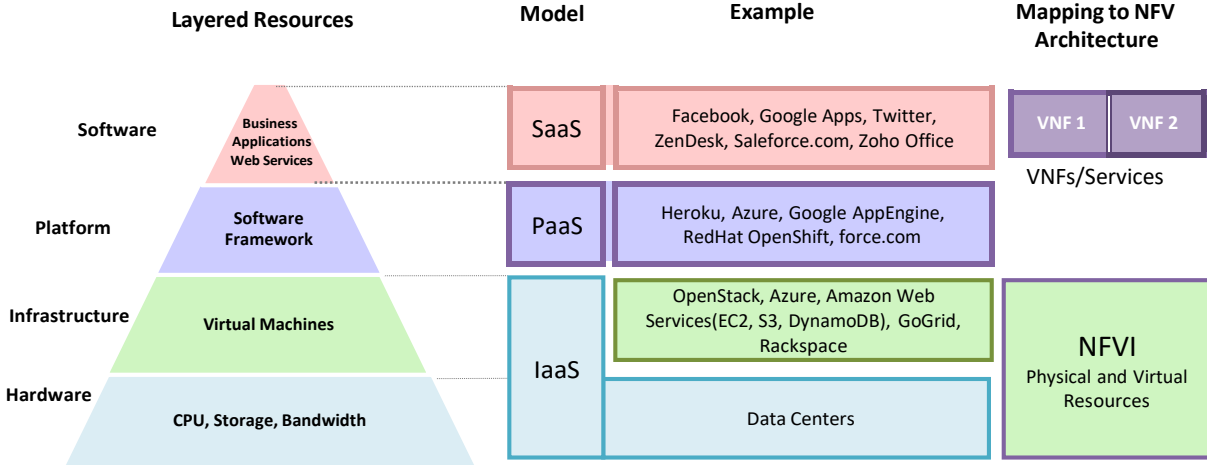 Layered Resources
Model
Example
Mapping to NFV
Architecture
Software
Business
Applications
Web Services
SaaS
Facebook, Google Apps, Twitter,
ZenDesk, Saleforce.com, Zoho Office
VNF 1
VNF 2
VNFs/Services
Platform
Software
Framework
PaaS
Heroku, Azure, Google AppEngine,
RedHat OpenShift, force.com
Infrastructure
Virtual Machines
IaaS
OpenStack, Azure, Amazon Web
Services(EC2, S3, DynamoDB), GoGrid,
Rackspace
NFVI
Physical and Virtual
Resources
Hardware
CPU, Storage, Bandwidth
Data Centers